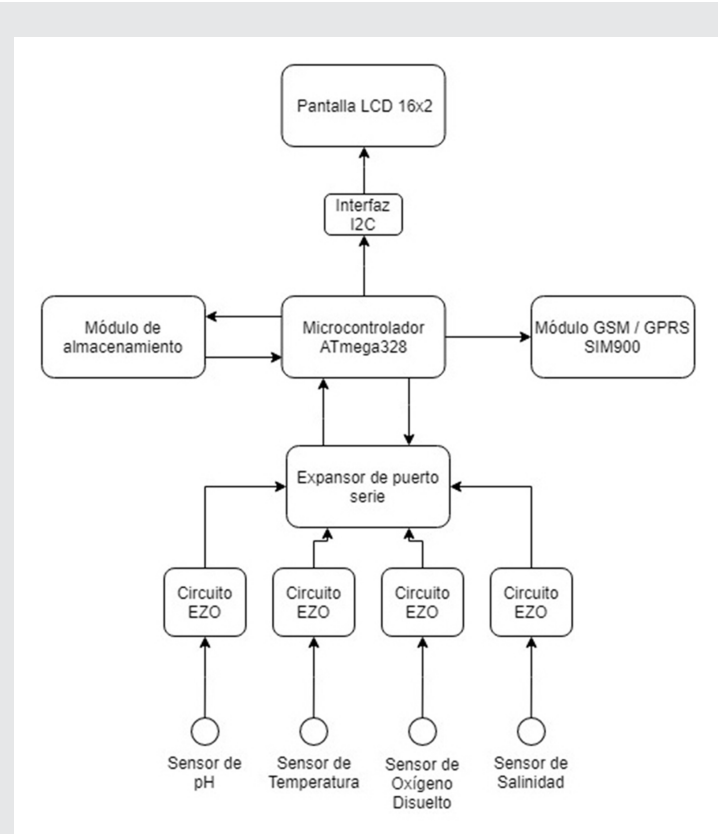 Pantalla LCD 16x2
Interfaz
I2C
Módulo de
almacenamiento
Microcontrolador
ATmega328
Módulo GSM / GPRS
SIM900
Expansor de puerto
serie
Circuito
EZO
Circuito
EZO
Circuito
EZO
Circuito
EZO
Sensor de
pH
Sensor de
Temperatura
Sensor de
Oxígeno
Disuelto
Sensor de
Salinidad